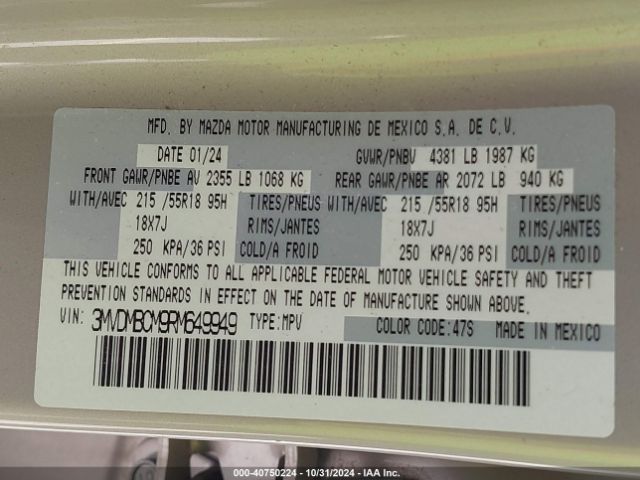 MFD. BY MAZDA MOTOR MANUFACTURING DE MEXICO S.A. DE C.V.
DATE 01/24 GVWR/PNBV 4381 LB 1987 KG
FRONT GAWR/PNBE AV 2355 LB 1068 KG REAR GAWR/PNBE AR 2072 LB 940 KG
WITH/AVEC 215 /55R18 95H TIRES/PNEUS WITH/AVEC 215 /55R18 95H TIRES/PNEUS
18X7J RIMS/JANTES 18X7J RIMS/JANTES
250 KPA/36 PSI COLD/A FROID 250 KPA/36 PSI COLD/A FROID
THIS VEHICLE CONFORMS TO ALL APPLICABLE FEDERAL MOTOR VEHICLE SAFETY AND THEFT
PREVENTION STANDARDS IN EFFECT ON THE DATE OF MANUFACTURE SHOWN ABOVE.
VIN: 3MVDMBCM9RM649949 TYPE:MPV COLOR CODE:47S MADE IN MEXICO
000-40750224 - 10/31/2024 - IAA Inc.